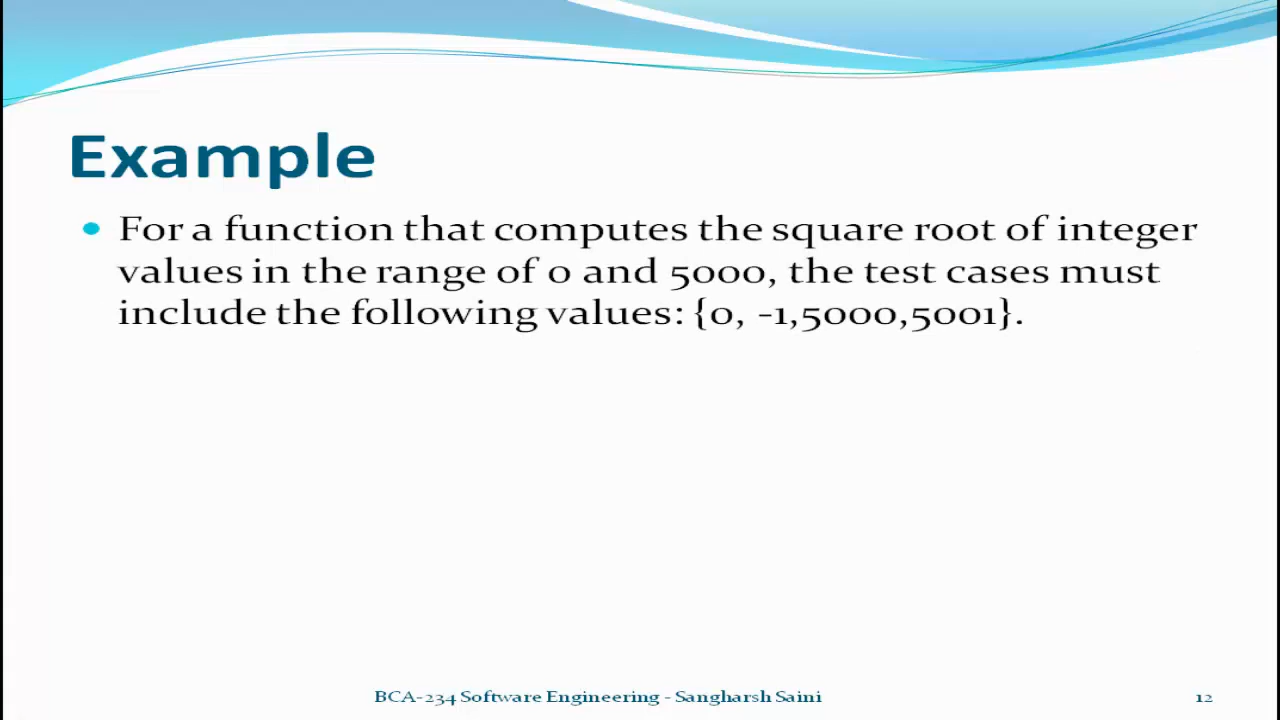 Example
For a function that computes the square root of integer
values in the range of 0 and 5000, the test cases must
include the following values: {0, -1,5000,5001}.
BCA-234 Software Engineering - Sangharsh Saini
12